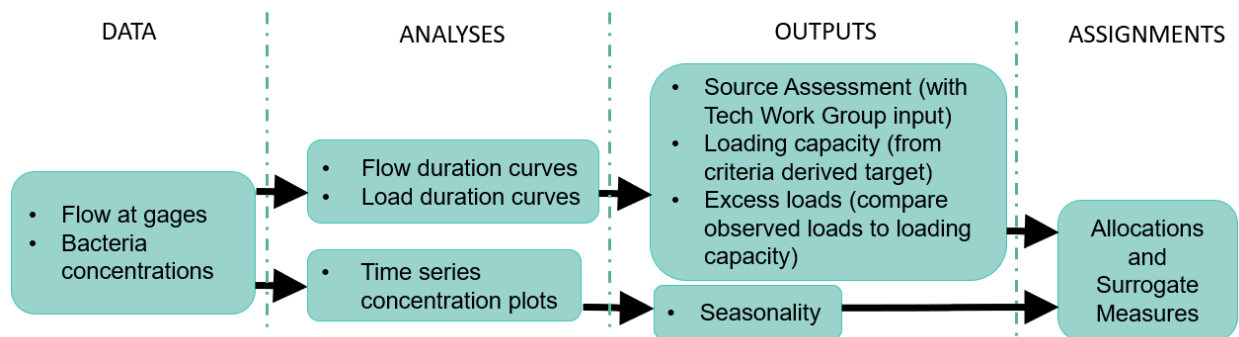 DATA
ANALYSES
OUTPUTS
ASSIGNMENTS
• Flow at gages
• Bacteria
concentrations
• Flow duration curves
• Load duration curves
• Time series
concentration plots
• Source Assessment (with
Tech Work Group input)
• Loading capacity (from
criteria derived target)
• Excess loads (compare
observed loads to loading
capacity)
• Seasonality
Allocations
and
Surrogate
Measures